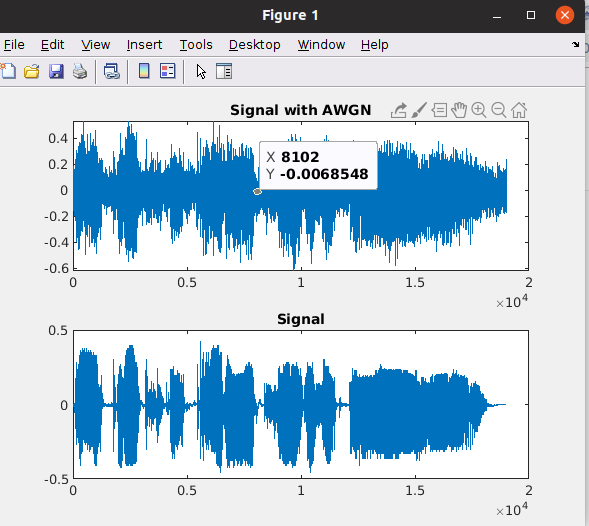 Figure 1
File Edit View Insert Tools Desktop Window Help
Signal with AWGN
X 8102
Y -0.0068548
0.4
0.2
0
-0.2
-0.4
-0.6
0 0.5 1 1.5 2
×10^4
Signal
0.5
0
-0.5
0 0.5 1 1.5 2
×10^4